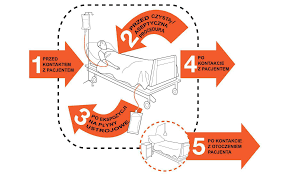 1
PRZED
KONTAKTEM
Z PACJENTEM
2
PRZED CZYSTĄ/
ASEPTYCZNĄ
PROCEDURĄ
3
PO EKSPOZYCJI
NA PŁYNY
USTROJOWE
4
PO
KONTAKCIE
Z PACJENTEM
5
PO KONTAKCIE
Z OTOCZENIEM
PACJENTA